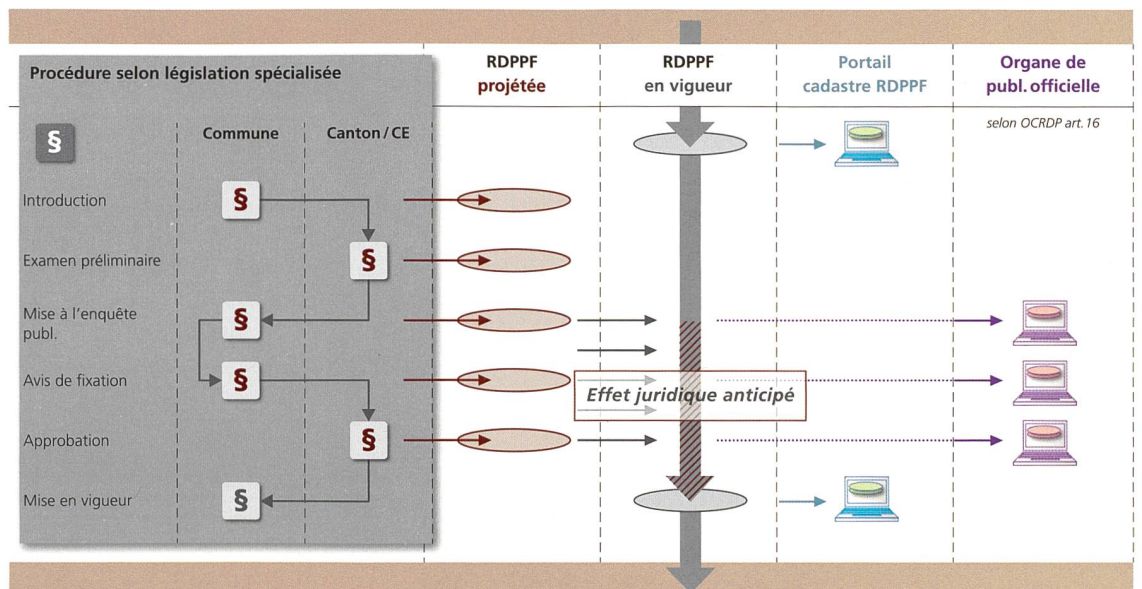 Procédure selon législation spécialisée
RDPPF
projetée
RDPPF
en vigueur
Portail
cadastre RDPPF
Organe de
publ. officielle
selon OCRDP art. 16
§
Commune
Canton / CE
Introduction
§
Examen préliminaire
§
Mise à l'enquête
publ.
§
Avis de fixation
§
Effet juridique anticipé
Approbation
§
Mise en vigueur
§